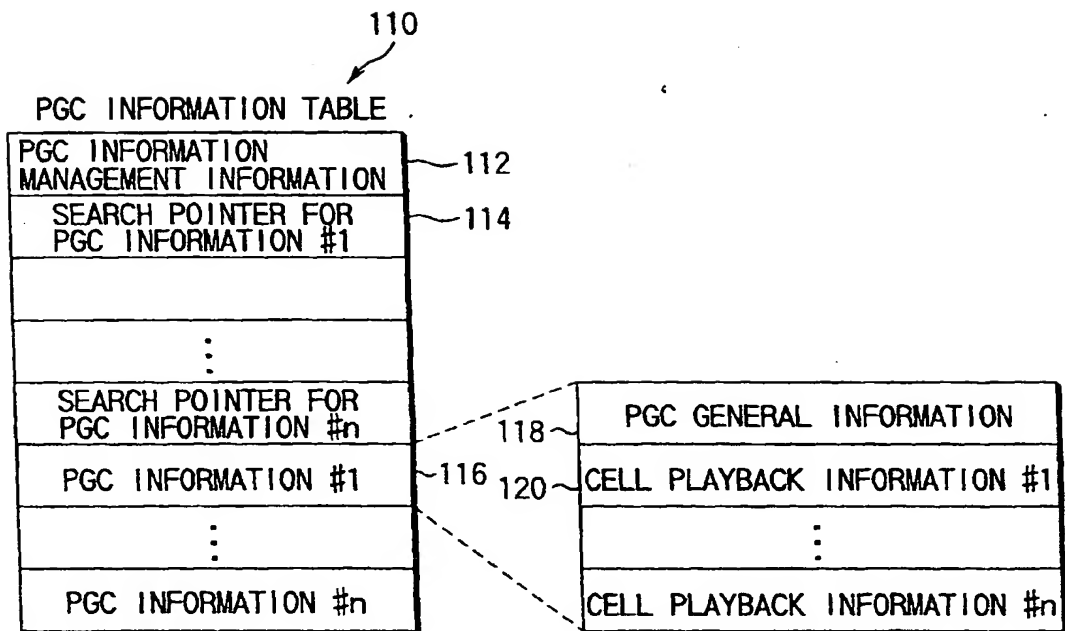 110
PGC INFORMATION TABLE
PGC INFORMATION
MANAGEMENT INFORMATION
112
SEARCH POINTER FOR
PGC INFORMATION #1
114
⋮
SEARCH POINTER FOR
PGC INFORMATION #n
PGC INFORMATION #1
116
⋮
PGC INFORMATION #n
118
PGC GENERAL INFORMATION
120
CELL PLAYBACK INFORMATION #1
⋮
CELL PLAYBACK INFORMATION #n